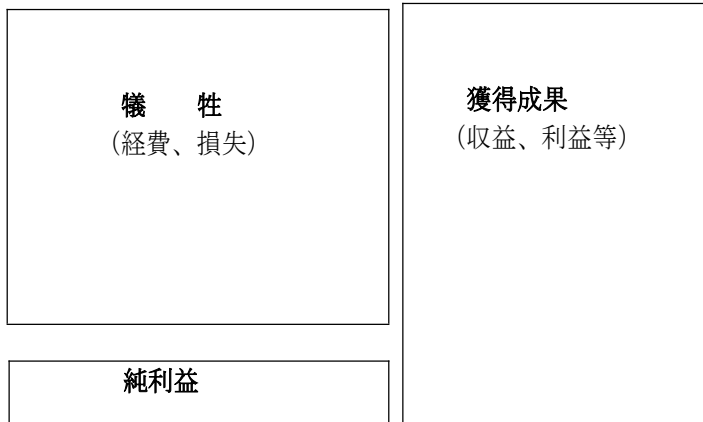 犠　　牲
（経費、損失）
獲得成果
（収益、利益等）
純利益